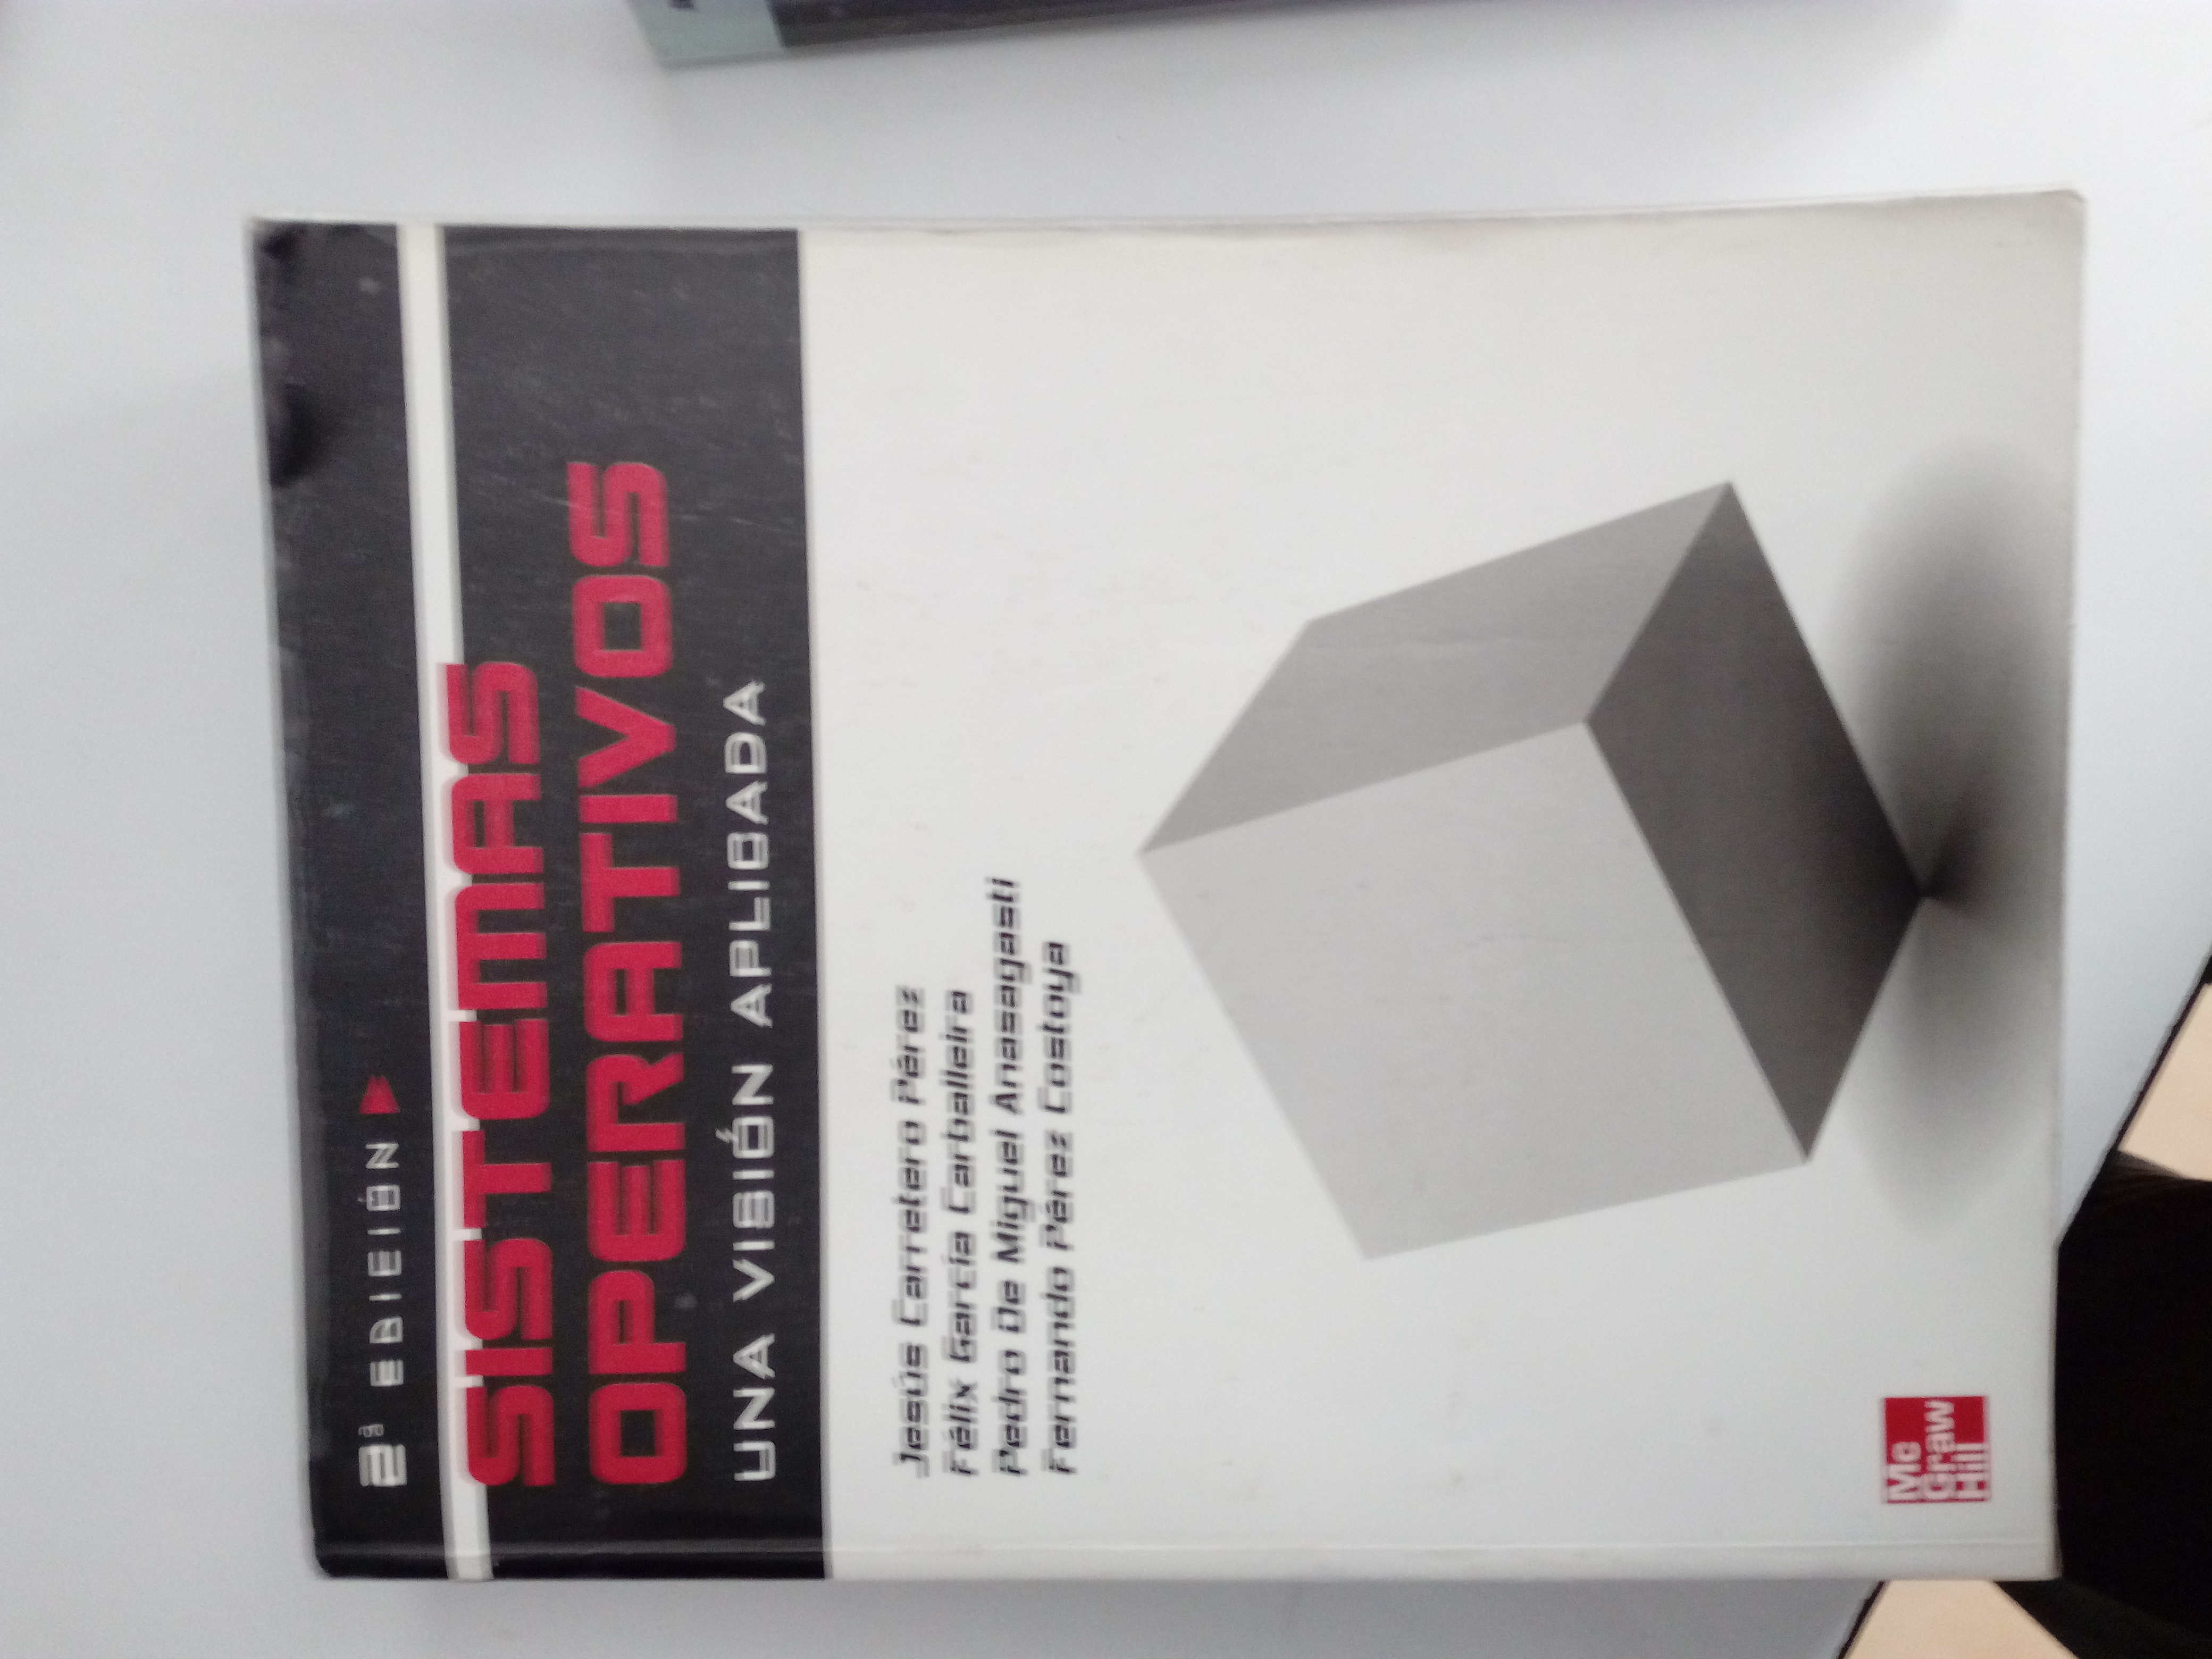 2ª EDICIÓN
SISTEMAS
OPERATIVOS
UNA VISIÓN APLICADA
Jesús Carretero Pérez
Félix García Carballeira
Pedro De Miguel Anasagasti
Fernando Pérez Costoya
Mc
Graw
Hill